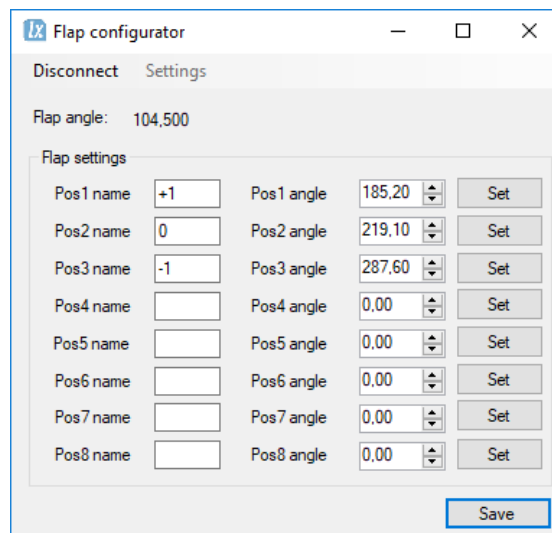 lx Flap configurator
Disconnect Settings
Flap angle: 104,500
Flap settings
Pos1 name +1 Pos1 angle 185,20 Set
Pos2 name 0 Pos2 angle 219,10 Set
Pos3 name -1 Pos3 angle 287,60 Set
Pos4 name Pos4 angle 0,00 Set
Pos5 name Pos5 angle 0,00 Set
Pos6 name Pos6 angle 0,00 Set
Pos7 name Pos7 angle 0,00 Set
Pos8 name Pos8 angle 0,00 Set
Save